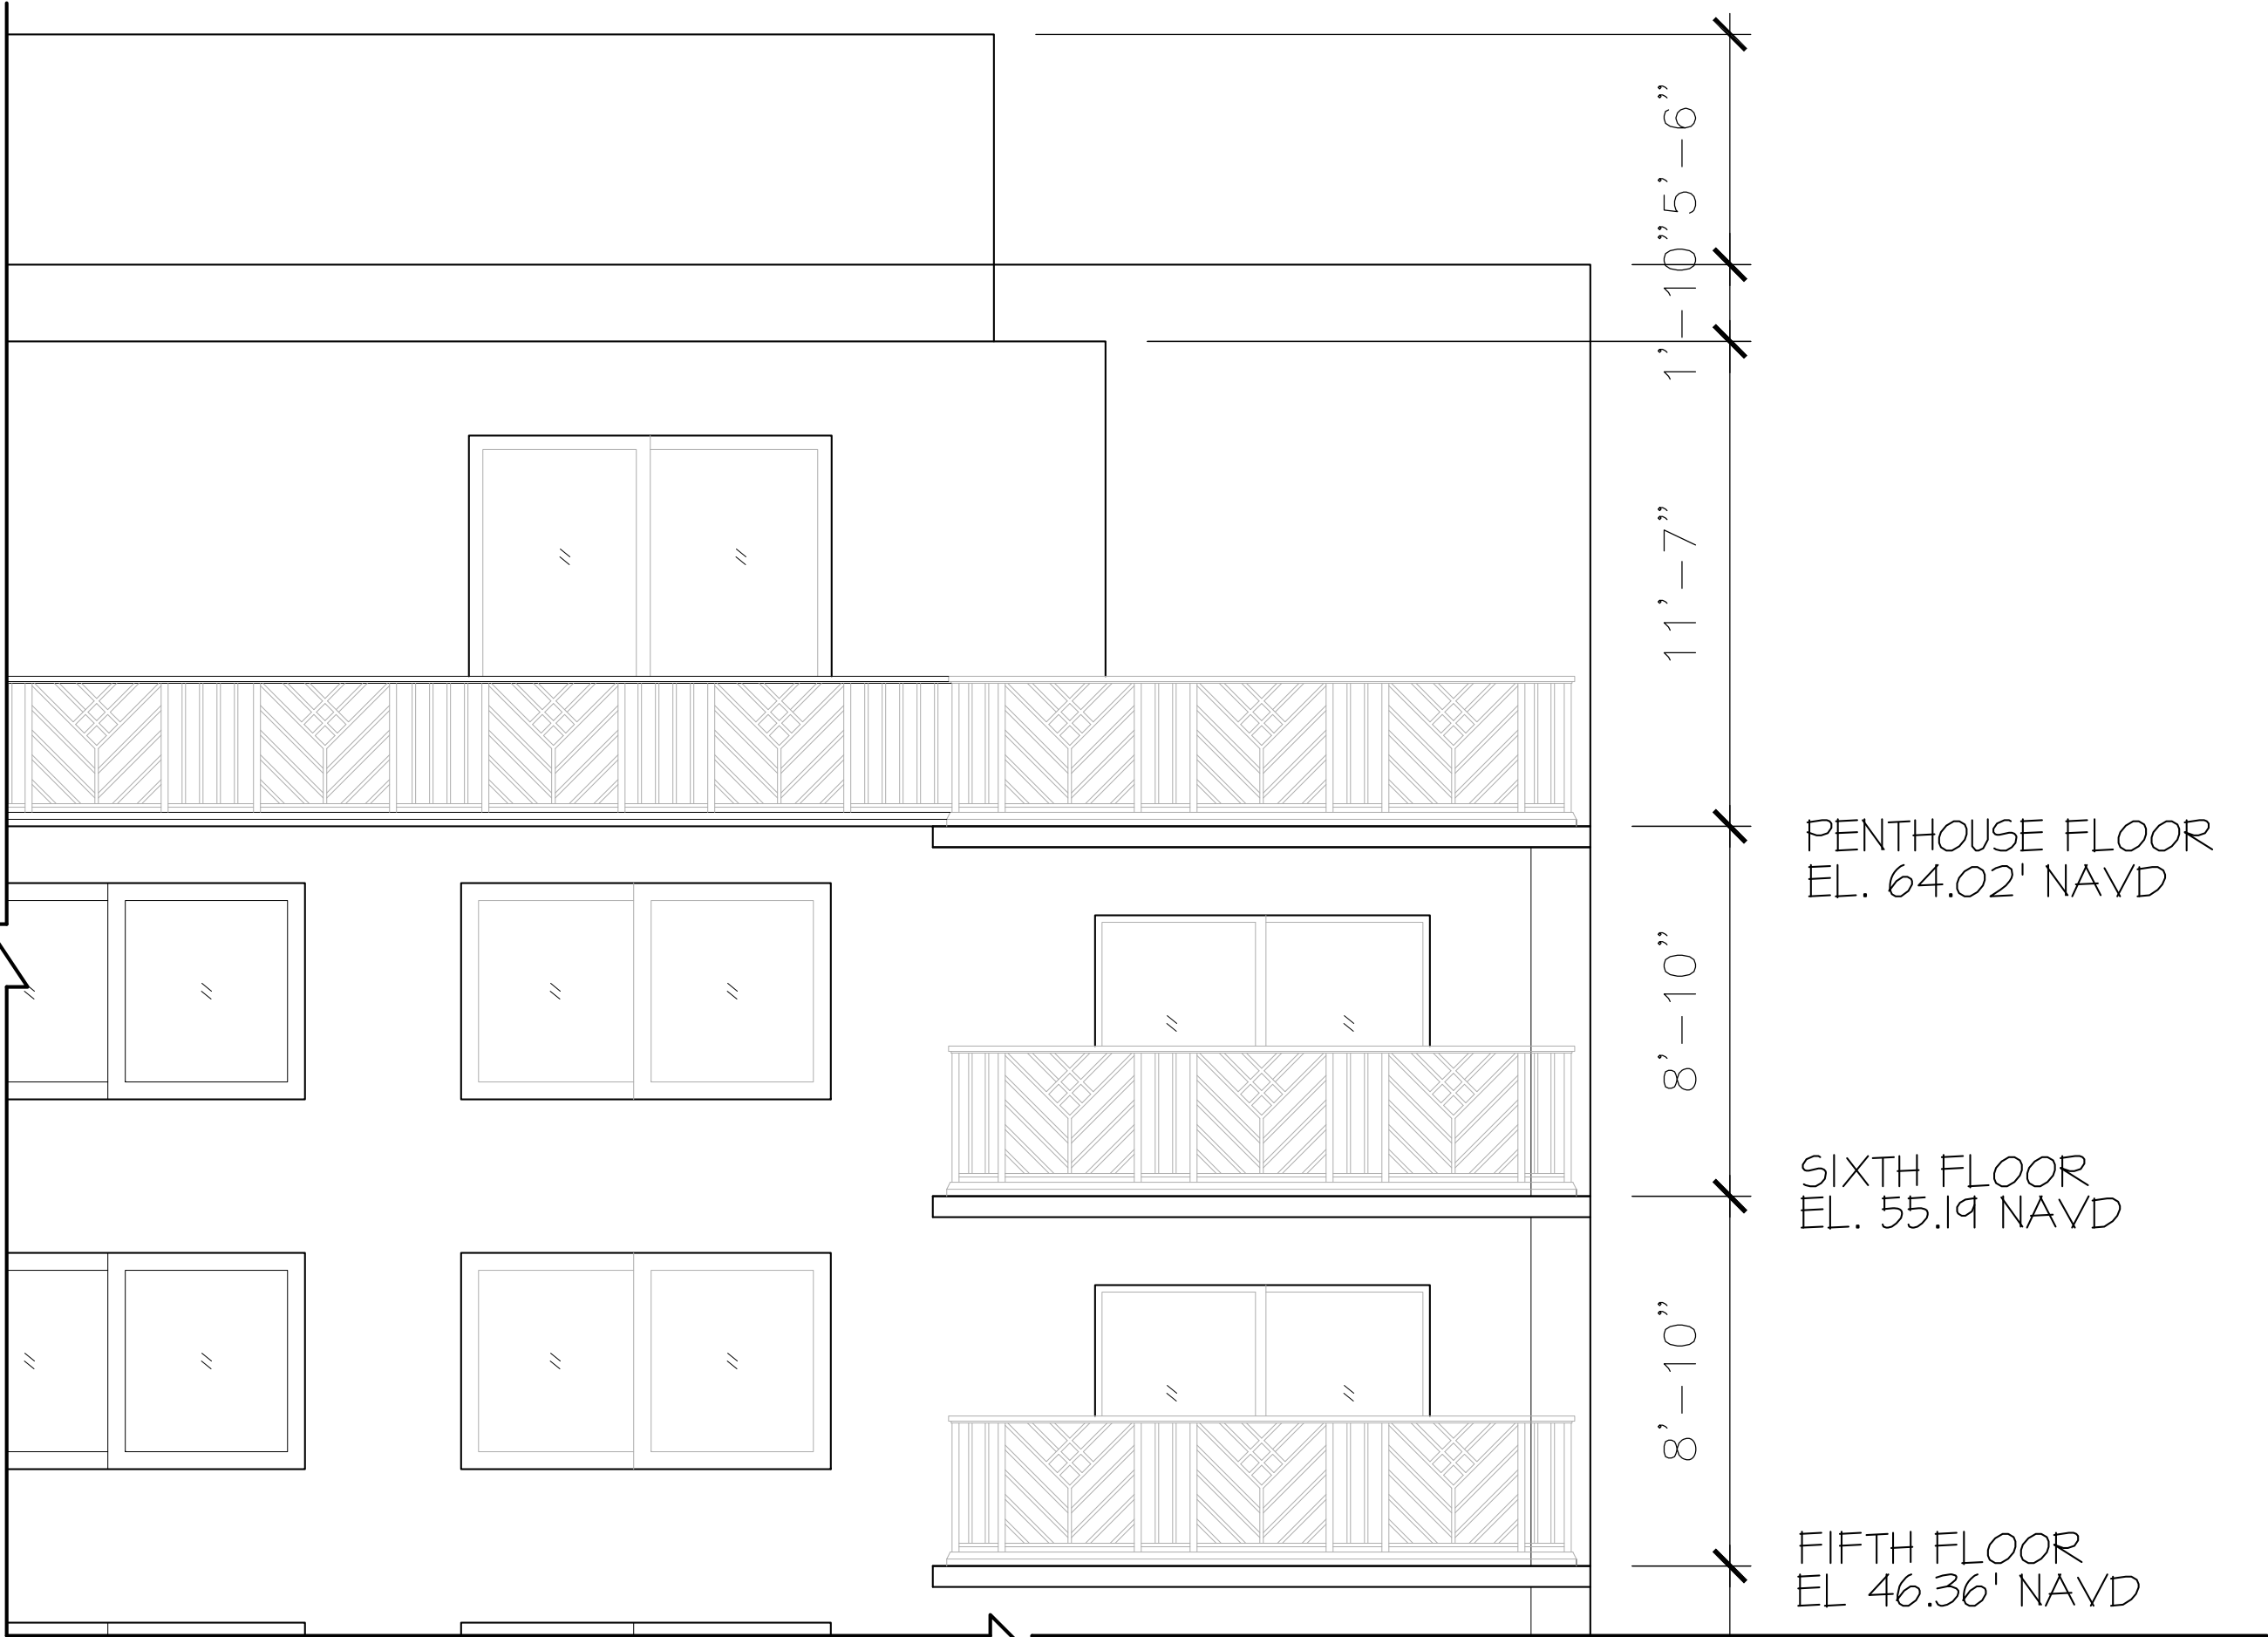 5'-6"
1'-10"
11'-7"
PENTHOUSE FLOOR
EL. 64.02' NAVD
8'-10"
SIXTH FLOOR
EL. 55.19 NAVD
8'-10"
FIFTH FLOOR
EL 46.36' NAVD